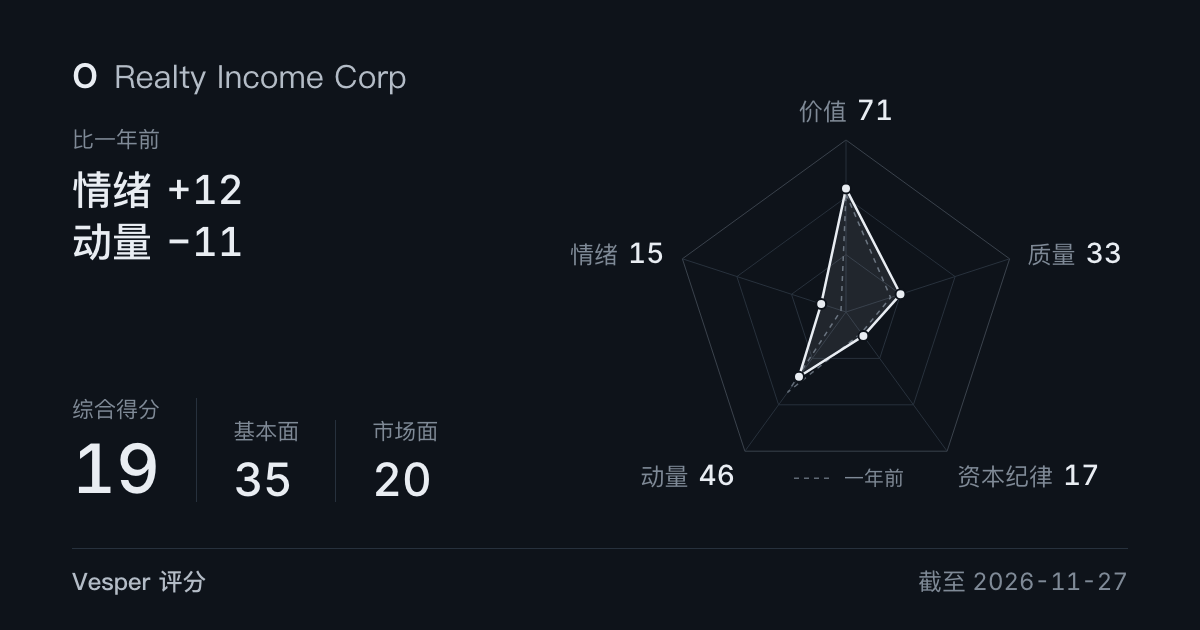 O Realty Income Corp
比一年前
情绪 +12
动量 −11
综合得分
19
基本面
35
市场面
20
价值 71
情绪 15
质量 33
动量 46
一年前
资本纪律 17
Vesper 评分
截至 2026-11-27